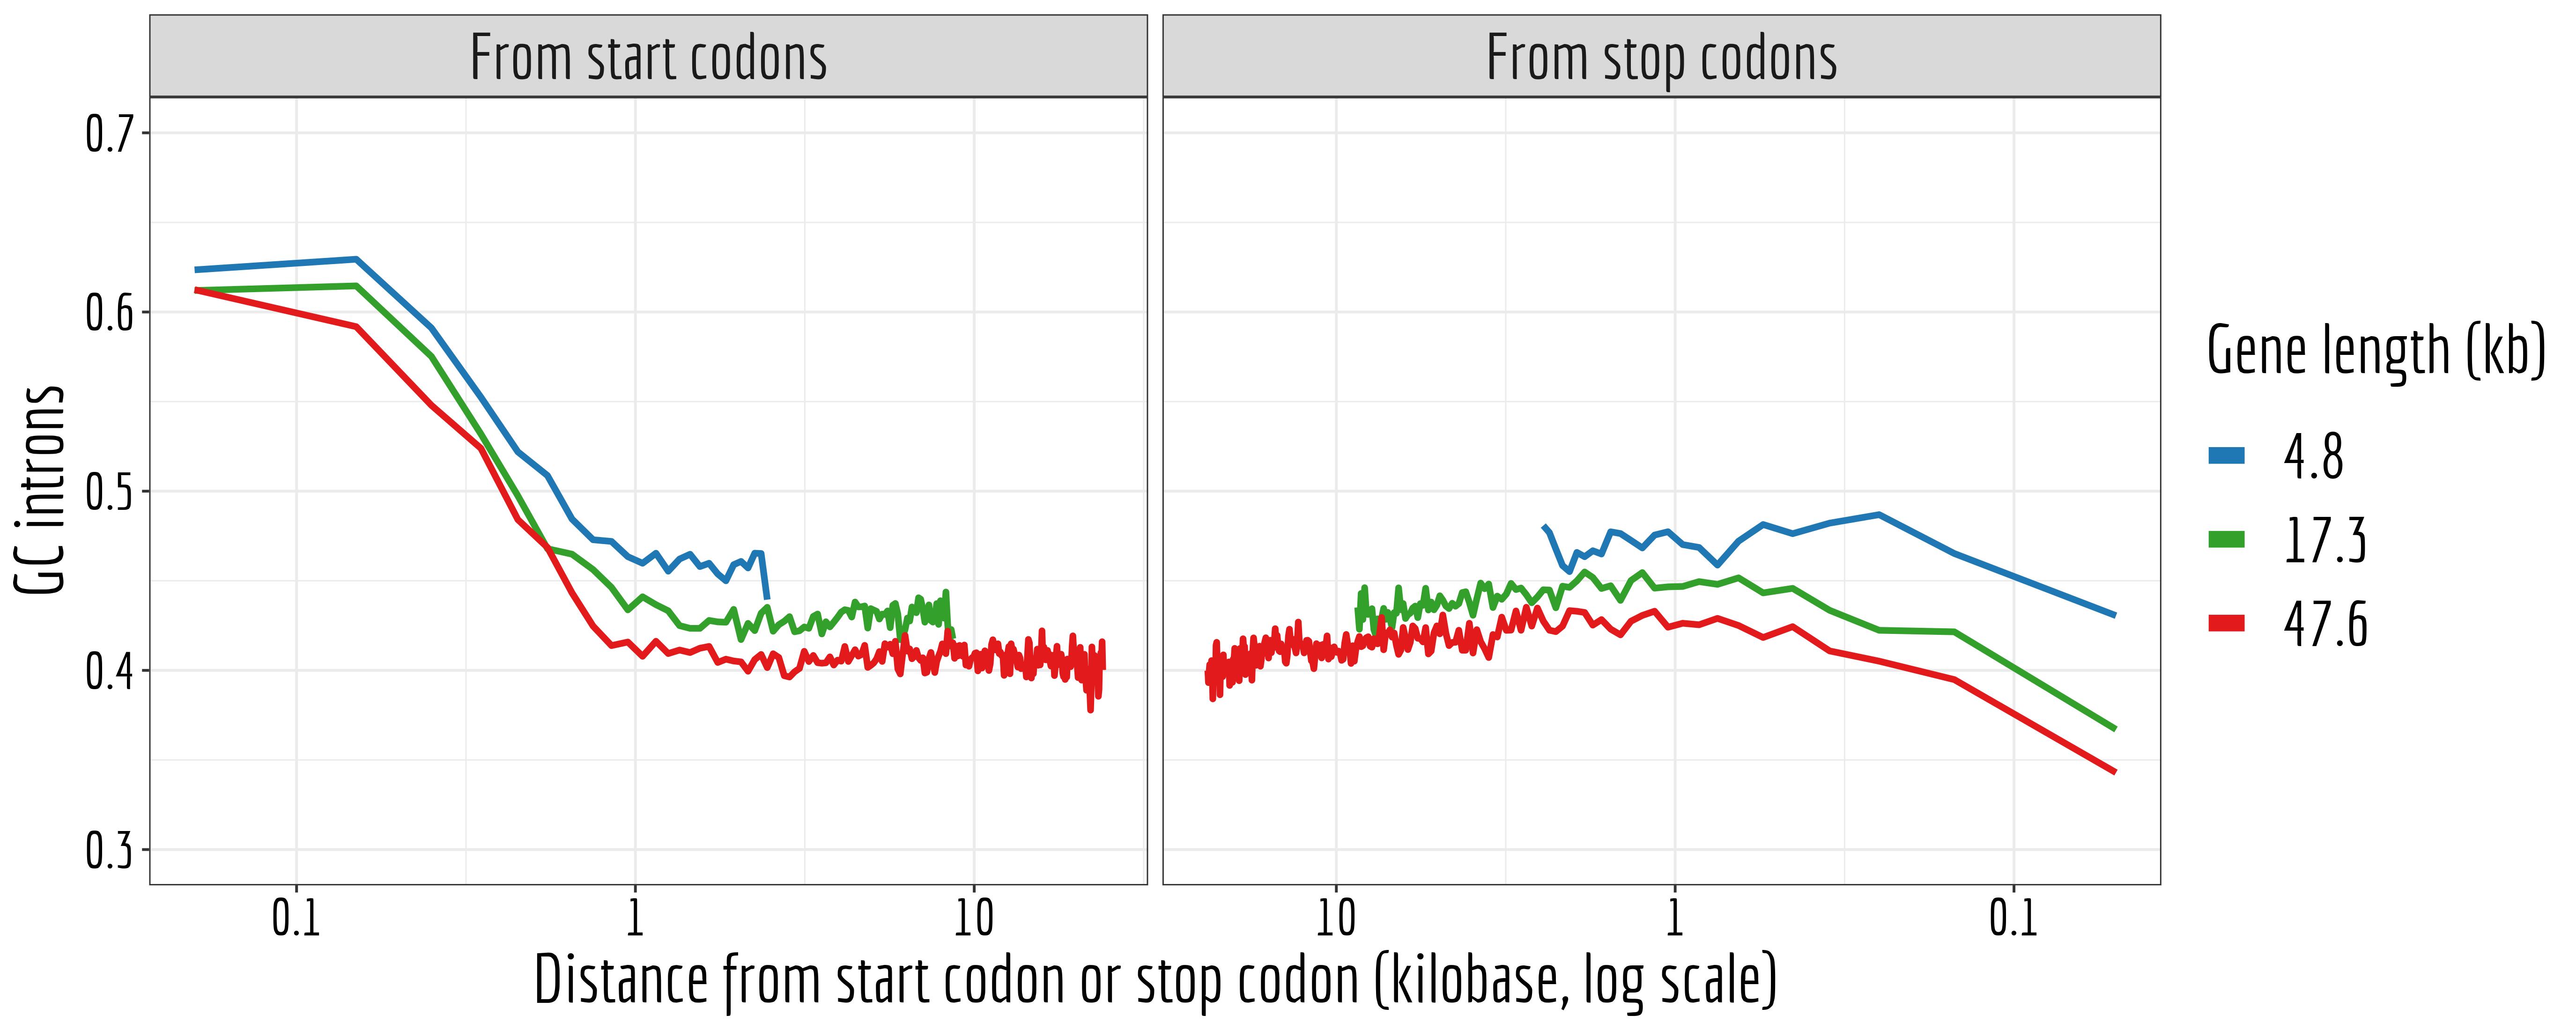 From start codons
From stop codons
GC introns
0.7
0.6
0.5
0.4
0.3
0.1
1
10
10
1
0.1
Distance from start codon or stop codon (kilobase, log scale)
Gene length (kb)
4.8
17.3
47.6